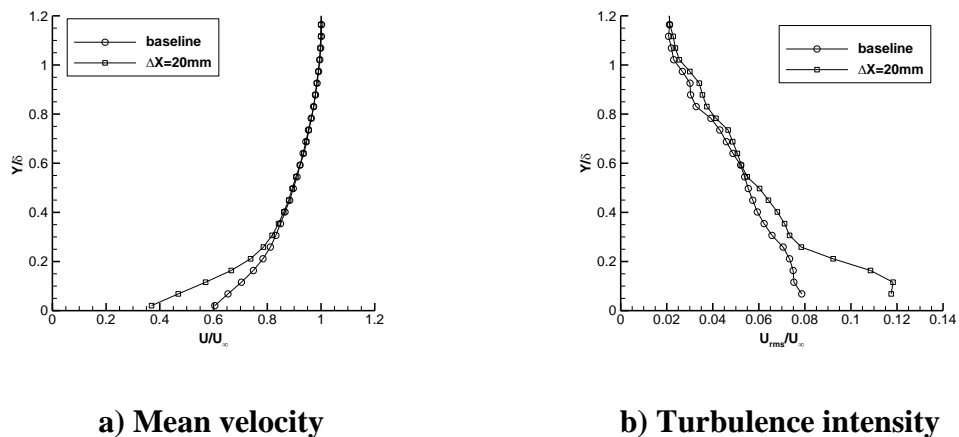 1.2
1
0.8
0.6
0.4
0.2
0
Y/δ
0 0.2 0.4 0.6 0.8 1 1.2
U/U∞
baseline
ΔX=20mm
1.2
1
0.8
0.6
0.4
0.2
0
Y/δ
0 0.02 0.04 0.06 0.08 0.1 0.12 0.14
Urms/U∞
baseline
ΔX=20mm
a) Mean velocity
b) Turbulence intensity